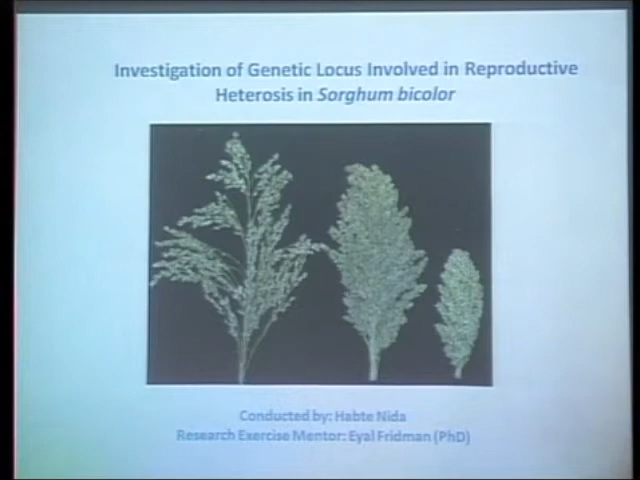 Investigation of Genetic Locus Involved in Reproductive
Heterosis in Sorghum bicolor
Conducted by: Habte Nida
Research Exercise Mentor: Eyal Fridman (PhD)